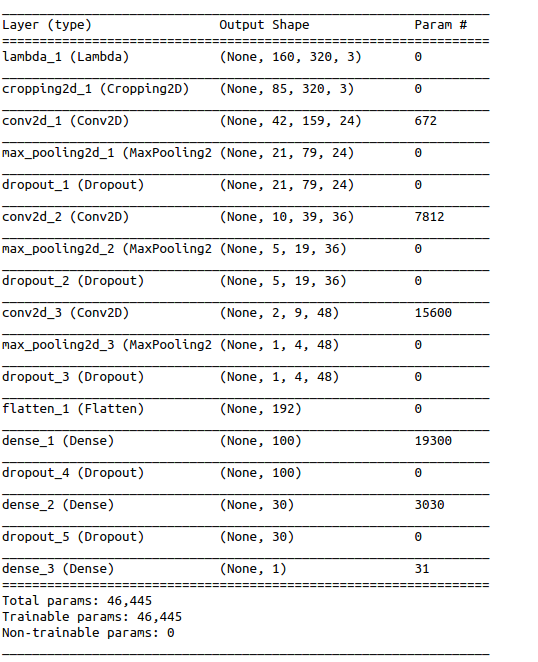 Layer (type) Output Shape Param #
=================================================================
lambda_1 (Lambda) (None, 160, 320, 3) 0
cropping2d_1 (Cropping2D) (None, 85, 320, 3) 0
conv2d_1 (Conv2D) (None, 42, 159, 24) 672
max_pooling2d_1 (MaxPooling2 (None, 21, 79, 24) 0
dropout_1 (Dropout) (None, 21, 79, 24) 0
conv2d_2 (Conv2D) (None, 10, 39, 36) 7812
max_pooling2d_2 (MaxPooling2 (None, 5, 19, 36) 0
dropout_2 (Dropout) (None, 5, 19, 36) 0
conv2d_3 (Conv2D) (None, 2, 9, 48) 15600
max_pooling2d_3 (MaxPooling2 (None, 1, 4, 48) 0
dropout_3 (Dropout) (None, 1, 4, 48) 0
flatten_1 (Flatten) (None, 192) 0
dense_1 (Dense) (None, 100) 19300
dropout_4 (Dropout) (None, 100) 0
dense_2 (Dense) (None, 30) 3030
dropout_5 (Dropout) (None, 30) 0
dense_3 (Dense) (None, 1) 31
=================================================================
Total params: 46,445
Trainable params: 46,445
Non-trainable params: 0